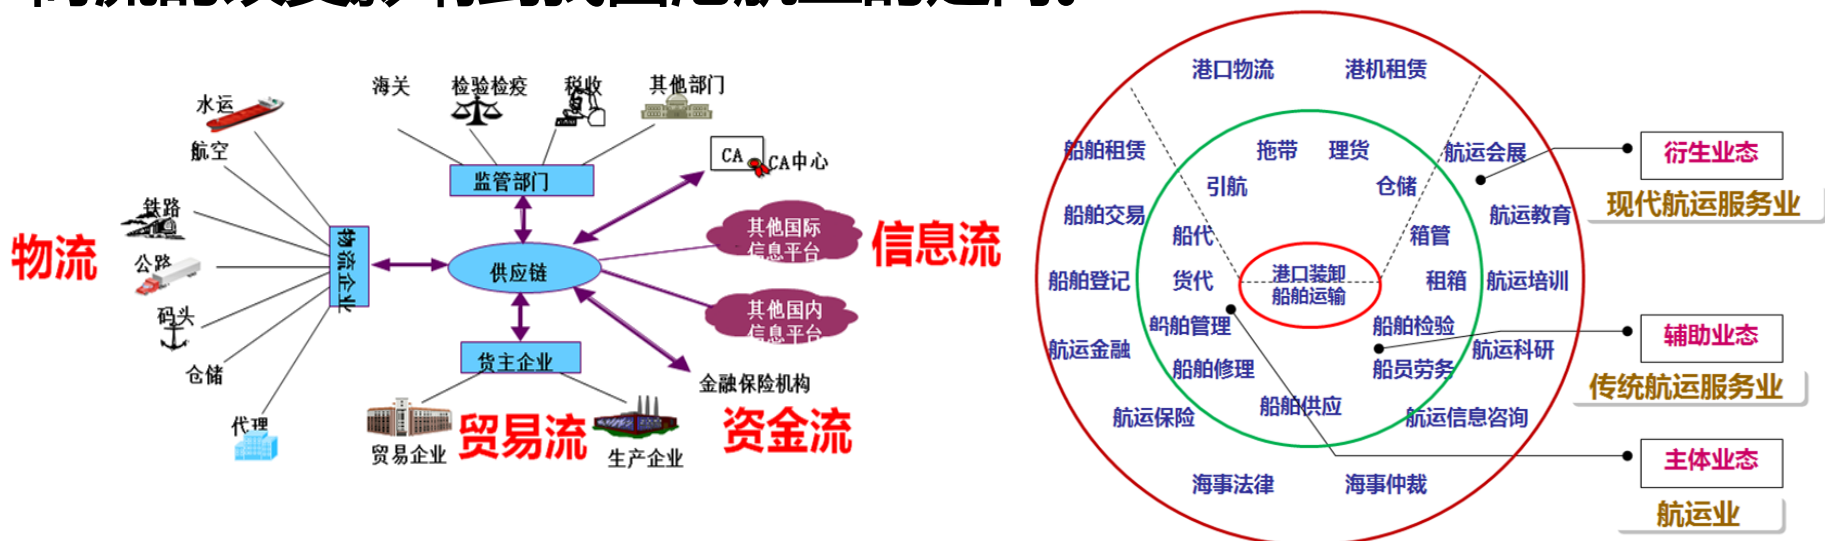 海关
检验检疫
税收
其他部门
水运
航空
铁路
公路
码头
仓储
代理
物流
物流企业
监管部门
CA
CA中心
供应链
其他国际
信息平台
信息流
其他国内
信息平台
货主企业
金融保险机构
贸易企业
贸易流
生产企业
资金流
港口物流
港机租赁
船舶租赁
拖带
理货
航运会展
引航
仓储
船舶交易
航运教育
船代
箱管
船舶登记
货代
港口装卸
船舶运输
租箱
航运培训
船舶管理
船舶检验
航运金融
航运科研
船舶修理
船员劳务
船舶供应
航运保险
航运信息咨询
海事法律
海事仲裁
衍生业态
现代航运服务业
辅助业态
传统航运服务业
主体业态
航运业